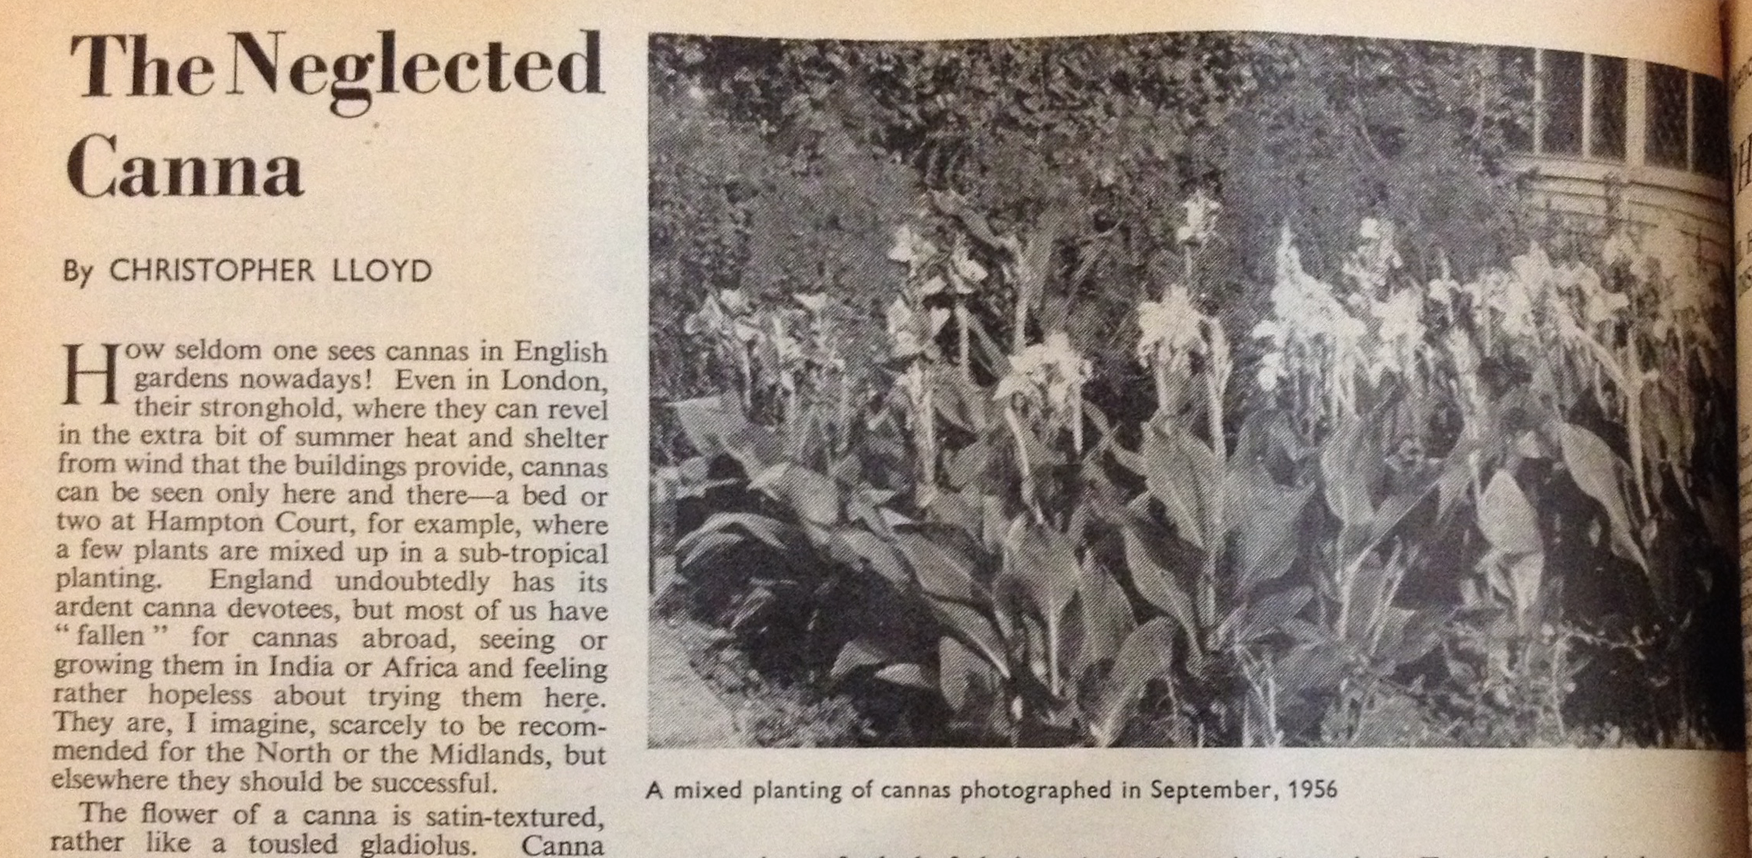 The Neglected
Canna
By CHRISTOPHER LLOYD
How seldom one sees cannas in English
gardens nowadays! Even in London,
their stronghold, where they can revel
in the extra bit of summer heat and shelter
from wind that the buildings provide, cannas
can be seen only here and there—a bed or
two at Hampton Court, for example, where
a few plants are mixed up in a sub-tropical
planting. England undoubtedly has its
ardent canna devotees, but most of us have
“ fallen ” for cannas abroad, seeing or
growing them in India or Africa and feeling
rather hopeless about trying them here.
They are, I imagine, scarcely to be recom-
mended for the North or the Midlands, but
elsewhere they should be successful.
The flower of a canna is satin-textured,
rather like a tousled gladiolus. Canna
A mixed planting of cannas photographed in September, 1956